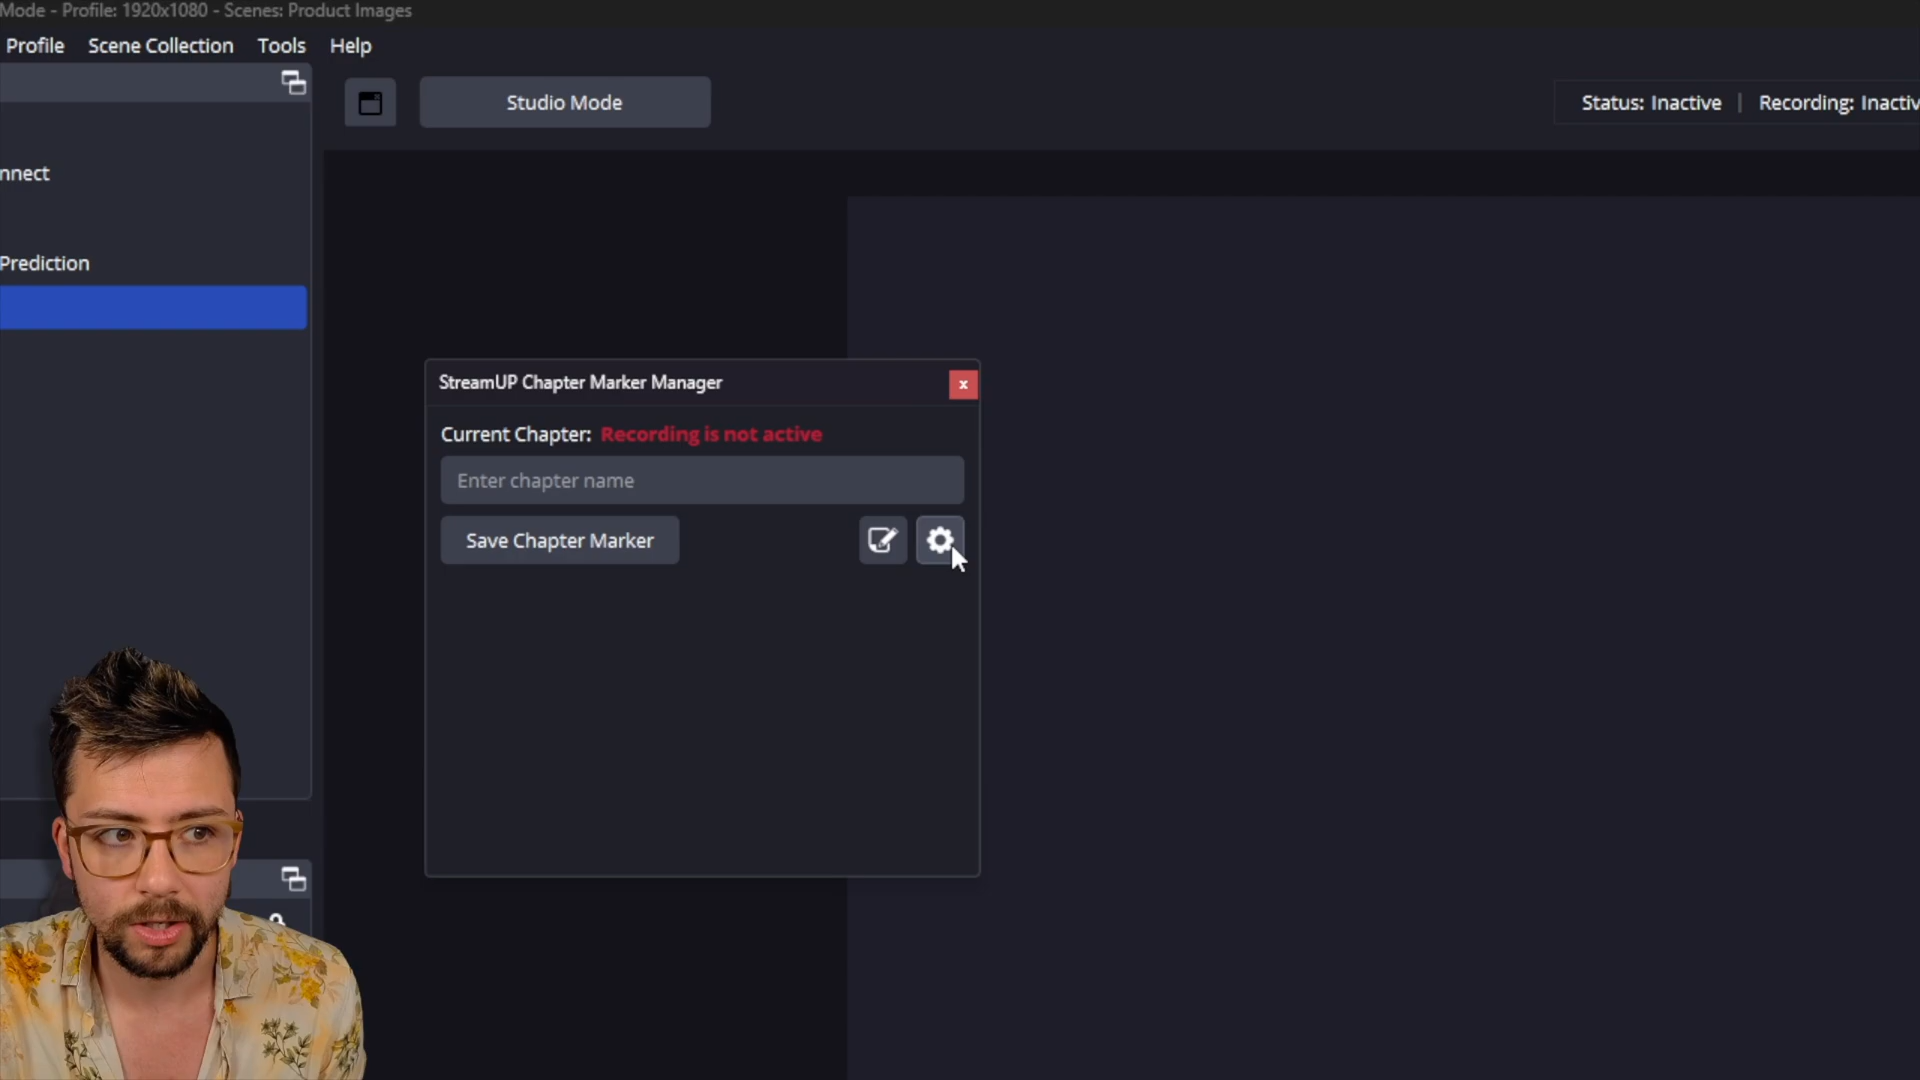 Mode - Profile: 1920x1080 - Scenes: Product Images
Profile Scene Collection Tools Help
Studio Mode
Status: Inactive | Recording: Inactiv
nnect
Prediction
StreamUP Chapter Marker Manager
x
Current Chapter: Recording is not active
Enter chapter name
Save Chapter Marker